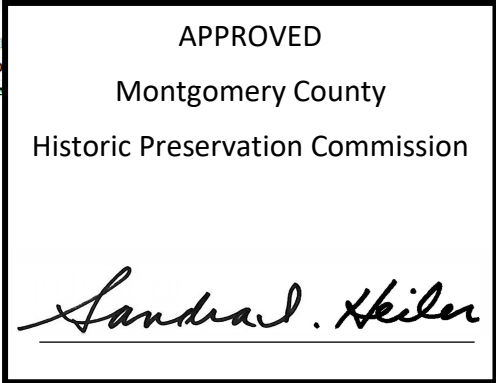 APPROVED
Montgomery County
Historic Preservation Commission
Sandra I. Heiler